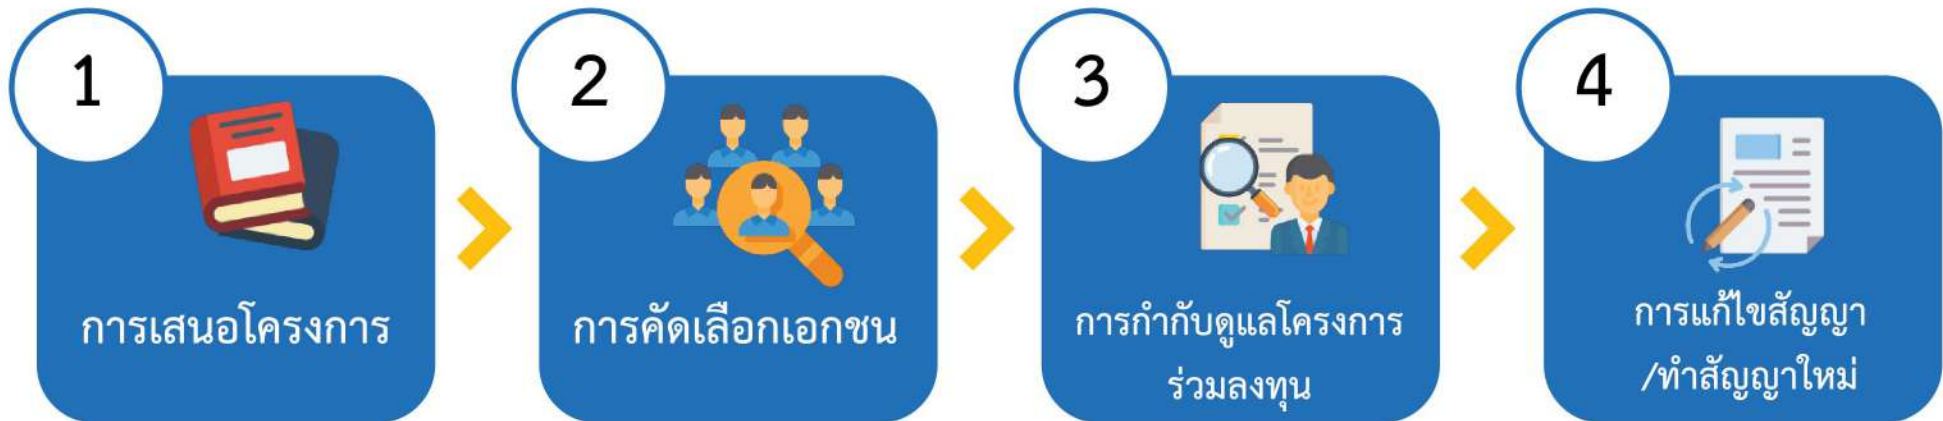 1
การเสนอโครงการ
2
การคัดเลือกเอกชน
3
การกำกับดูแลโครงการ
ร่วมลงทุน
4
การแก้ไขสัญญา
/ทำสัญญาใหม่